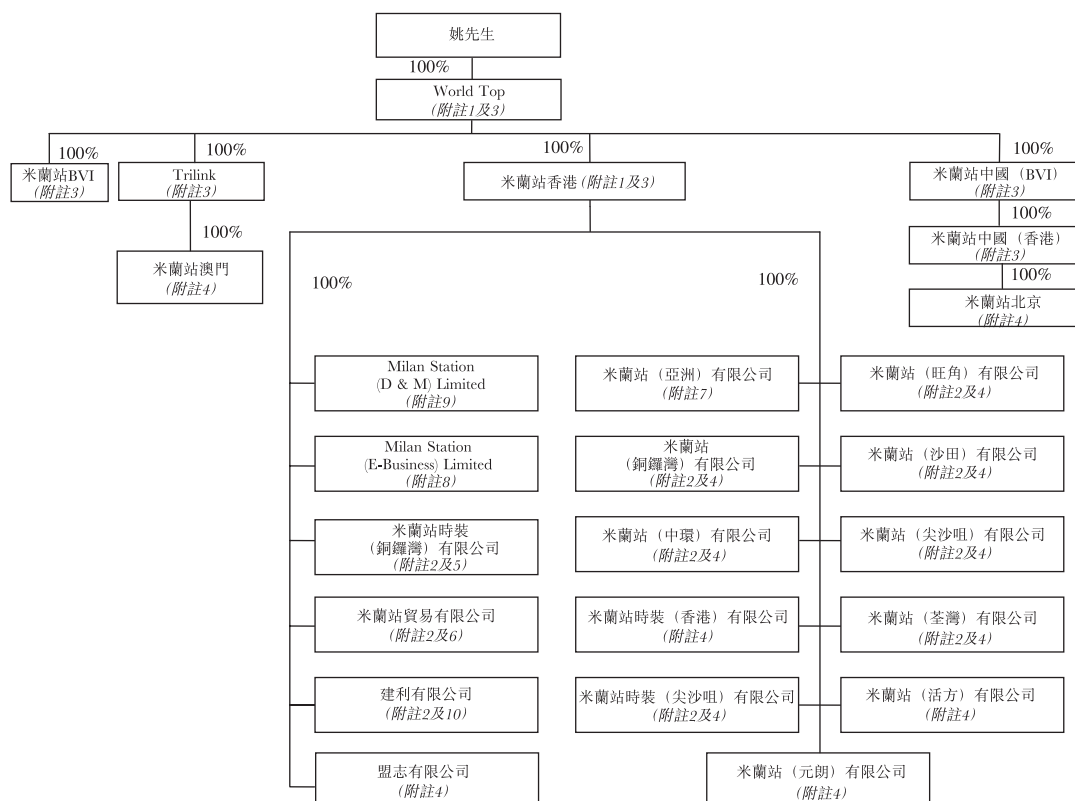 姚先生
100%
World Top
(附註1及3)
100%
100%
100%
100%
米蘭站BVI
(附註3)
Trilink
(附註3)
米蘭站香港 (附註1及3)
米蘭站中國（BVI）
(附註3)
100%
100%
米蘭站澳門
(附註4)
米蘭站中國（香港）
(附註3)
100%
100%
100%
米蘭站北京
(附註4)
Milan Station
(D & M) Limited
(附註9)
米蘭站（亞洲）有限公司
(附註7)
米蘭站（旺角）有限公司
(附註2及4)
Milan Station
(E-Business) Limited
(附註8)
米蘭站
（銅鑼灣）有限公司
(附註2及4)
米蘭站（沙田）有限公司
(附註2及4)
米蘭站時裝
（銅鑼灣）有限公司
(附註2及5)
米蘭站（中環）有限公司
(附註2及4)
米蘭站（尖沙咀）有限公司
(附註2及4)
米蘭站貿易有限公司
(附註2及6)
米蘭站時裝（香港）有限公司
(附註4)
米蘭站（荃灣）有限公司
(附註2及4)
建利有限公司
(附註2及10)
米蘭站時裝（尖沙咀）有限公司
(附註2及4)
米蘭站（活方）有限公司
(附註4)
盟志有限公司
(附註4)
米蘭站（元朗）有限公司
(附註4)